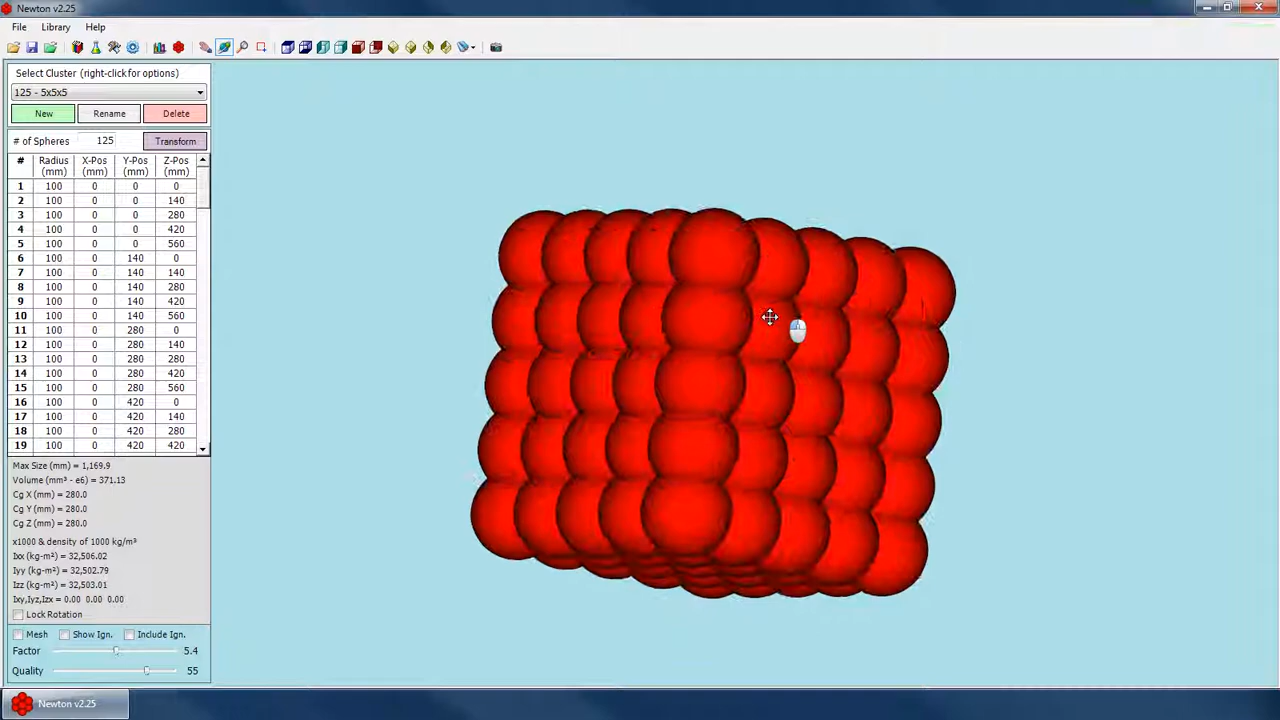 Newton v2.25
File Library Help
Select Cluster (right-click for options)
125 - 5x5x5
New Rename Delete
# of Spheres 125 Transform
# Radius (mm) X-Pos (mm) Y-Pos (mm) Z-Pos (mm)
1 100 0 0 0
2 100 0 0 140
3 100 0 0 280
4 100 0 0 420
5 100 0 0 560
6 100 0 140 0
7 100 0 140 140
8 100 0 140 280
9 100 0 140 420
10 100 0 140 560
11 100 0 280 0
12 100 0 280 140
13 100 0 280 280
14 100 0 280 420
15 100 0 280 560
16 100 0 420 0
17 100 0 420 140
18 100 0 420 280
19 100 0 420 420
Max Size (mm) = 1,169.9
Volume (mm³ - e6) = 371.13
Cg X (mm) = 280.0
Cg Y (mm) = 280.0
Cg Z (mm) = 280.0
x1000 & density of 1000 kg/m³
Ixx (kg-m²) = 32,506.02
Iyy (kg-m²) = 32,502.79
Izz (kg-m²) = 32,503.01
Ixy,Iyz,Izx = 0.00 0.00 0.00
Lock Rotation
Mesh Show Ign. Include Ign.
Factor 5.4
Quality 55
Newton v2.25